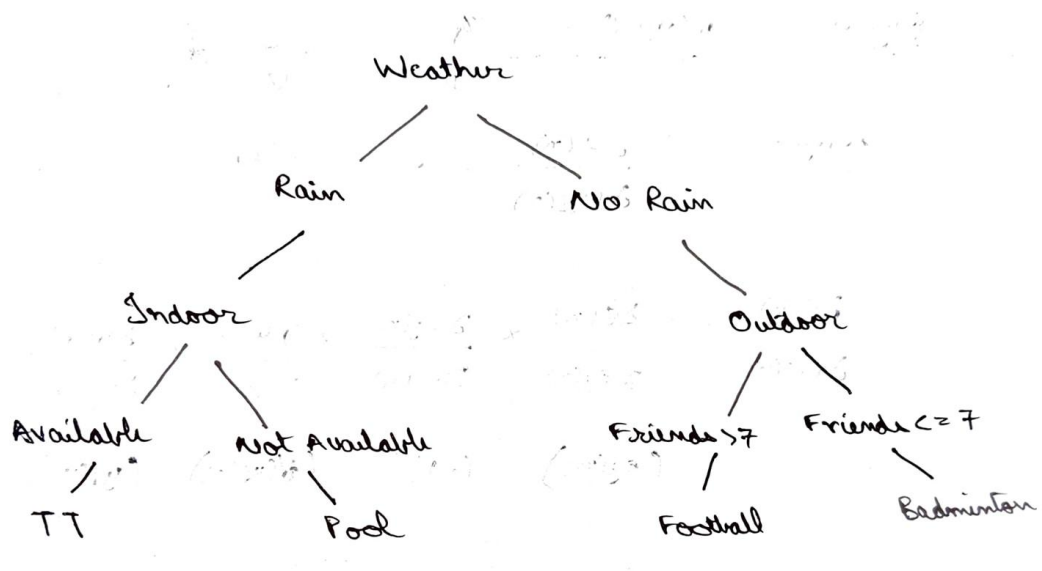 Weather
Rain
No Rain
Indoor
Outdoor
Available
Not Available
Friends >7
Friends <= 7
TT
Pool
Football
Badminton